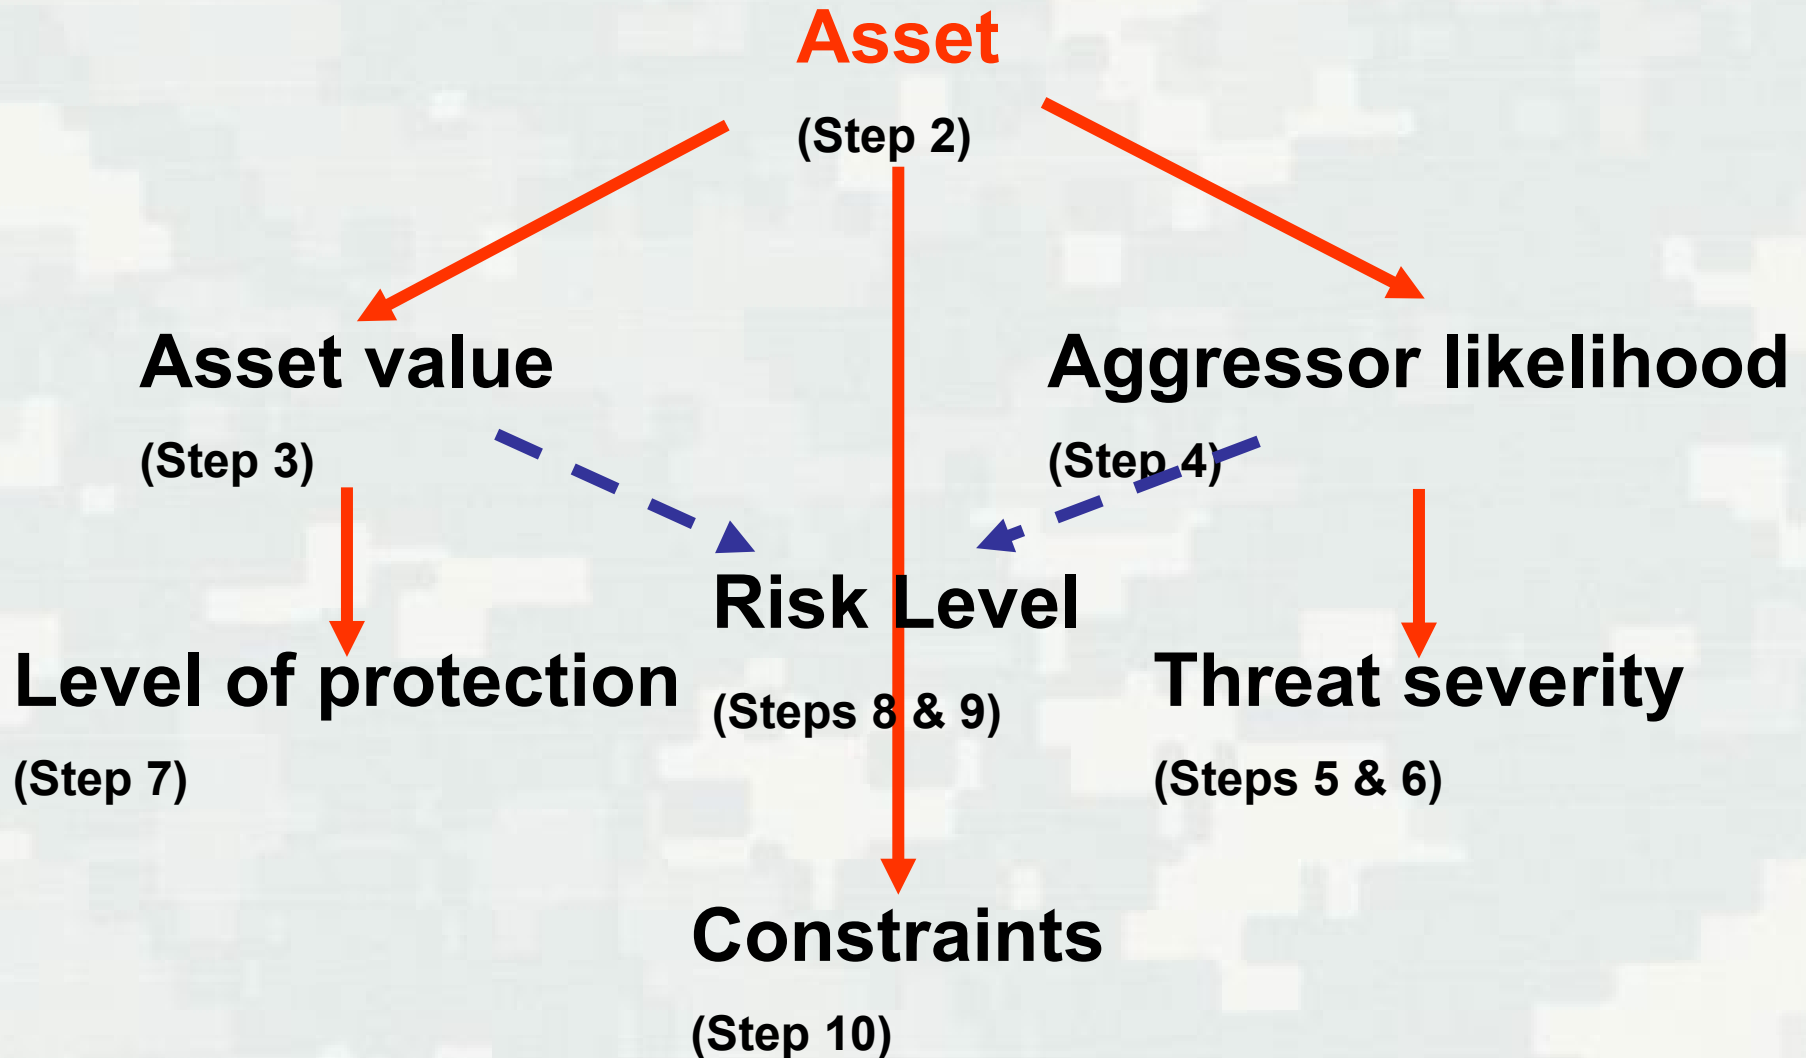 Asset
(Step 2)
Asset value
(Step 3)
Aggressor likelihood
(Step 4)
Risk Level
(Steps 8 & 9)
Level of protection
(Step 7)
Threat severity
(Steps 5 & 6)
Constraints
(Step 10)